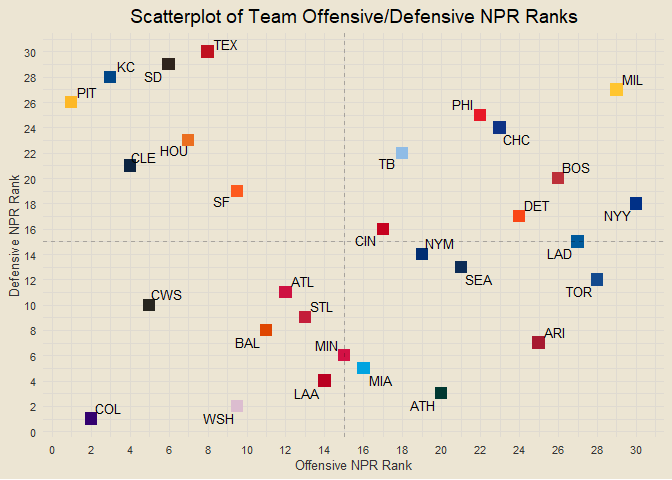 Scatterplot of Team Offensive/Defensive NPR Ranks
30
28
26
24
22
20
18
16
14
12
10
8
6
4
2
0
Defensive NPR Rank
TEX
KC
SD
PIT
MIL
PHI
CHC
HOU
CLE
TB
BOS
SF
DET
NYY
CIN
NYM
LAD
SEA
TOR
CWS
ATL
STL
BAL
MIN
ARI
MIA
LAA
ATH
WSH
COL
0 2 4 6 8 10 12 14 16 18 20 22 24 26 28 30
Offensive NPR Rank